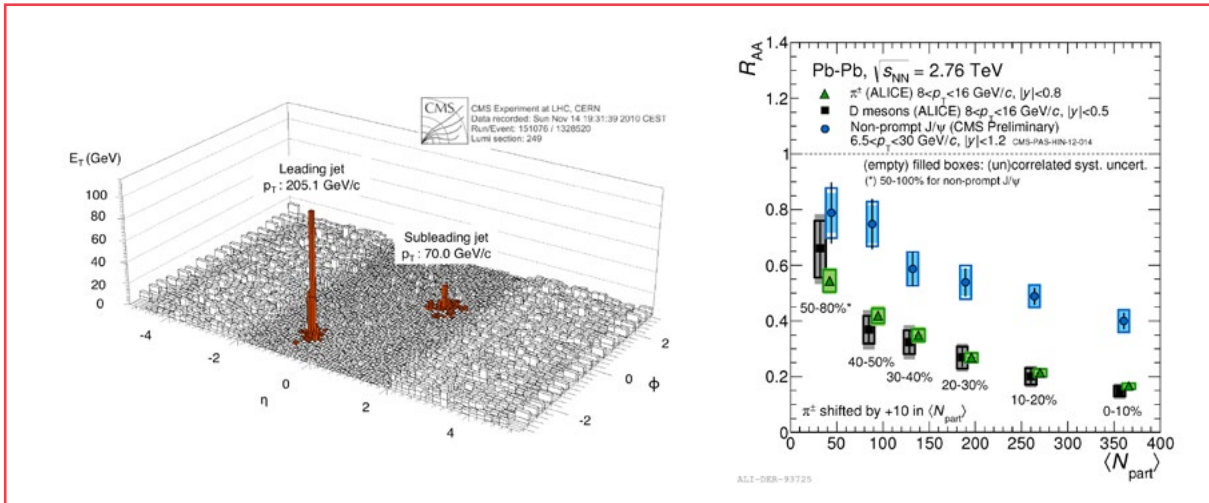 CMS
CMS Experiment at LHC, CERN
Data recorded: Sun Nov 14 19:31:39 2010 CEST
Run/Event: 151076 / 1328520
Lumi section: 249
E_T (GeV)
Leading jet
p_T : 205.1 GeV/c
Subleading jet
p_T : 70.0 GeV/c
100
80
60
40
20
0
-4
-2
0
2
4
η
2
0
-2
ϕ
R_AA
1.4
1.2
1
0.8
0.6
0.4
0.2
0
Pb-Pb, √s_NN = 2.76 TeV
π± (ALICE) 8<p_T<16 GeV/c, |y|<0.8
D mesons (ALICE) 8<p_T<16 GeV/c, |y|<0.5
Non-prompt J/ψ (CMS Preliminary)
6.5<p_T<30 GeV/c, |y|<1.2 CMS-PAS-HIN-12-014
(empty) filled boxes: (un)correlated syst. uncert.
(*) 50-100% for non-prompt J/ψ
50-80%*
40-50%
30-40%
20-30%
10-20%
0-10%
π± shifted by +10 in ⟨N_part⟩
0 50 100 150 200 250 300 350 400
⟨N_part⟩
ALI-DER-93725